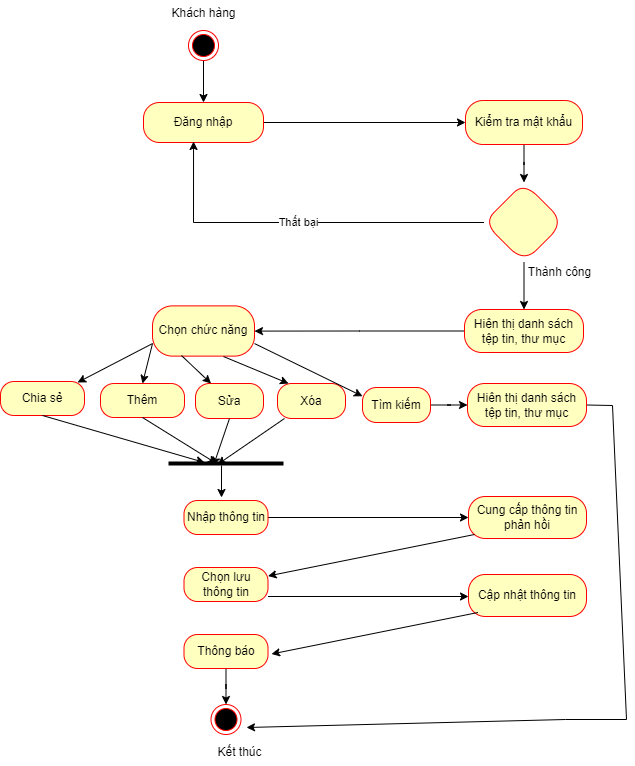 Khách hàng
Đăng nhập
Kiểm tra mật khẩu
Thất bại
Thành công
Hiên thị danh sách
tệp tin, thư mục
Chọn chức năng
Chia sẻ
Thêm
Sửa
Xóa
Tìm kiếm
Hiên thị danh sách
tệp tin, thư mục
Nhập thông tin
Cung cấp thông tin
phản hồi
Chọn lưu
thông tin
Cập nhật thông tin
Thông báo
Kết thúc